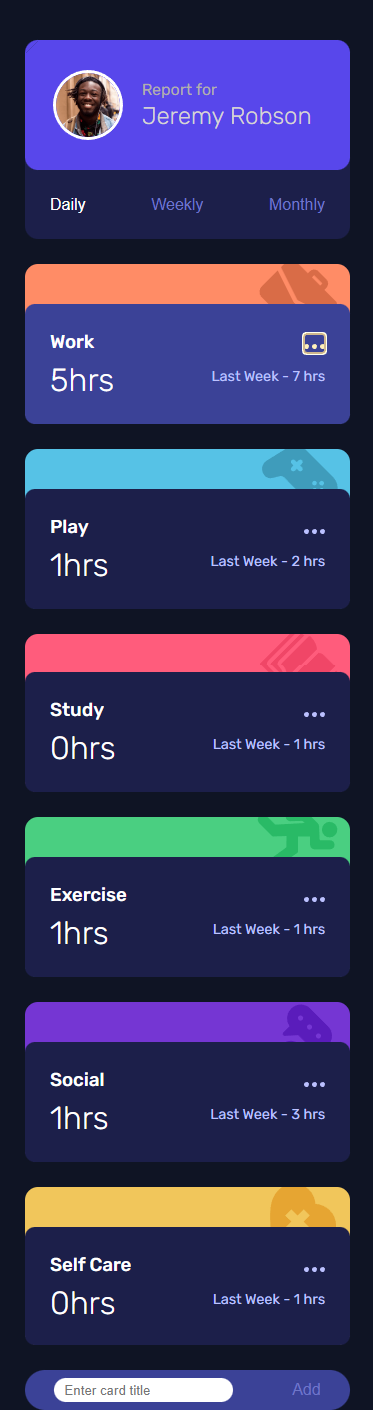 Report for
Jeremy Robson
Daily Weekly Monthly
Work
5hrs
Last Week - 7 hrs
Play
1hrs
Last Week - 2 hrs
Study
0hrs
Last Week - 1 hrs
Exercise
1hrs
Last Week - 1 hrs
Social
1hrs
Last Week - 3 hrs
Self Care
0hrs
Last Week - 1 hrs
Enter card title Add